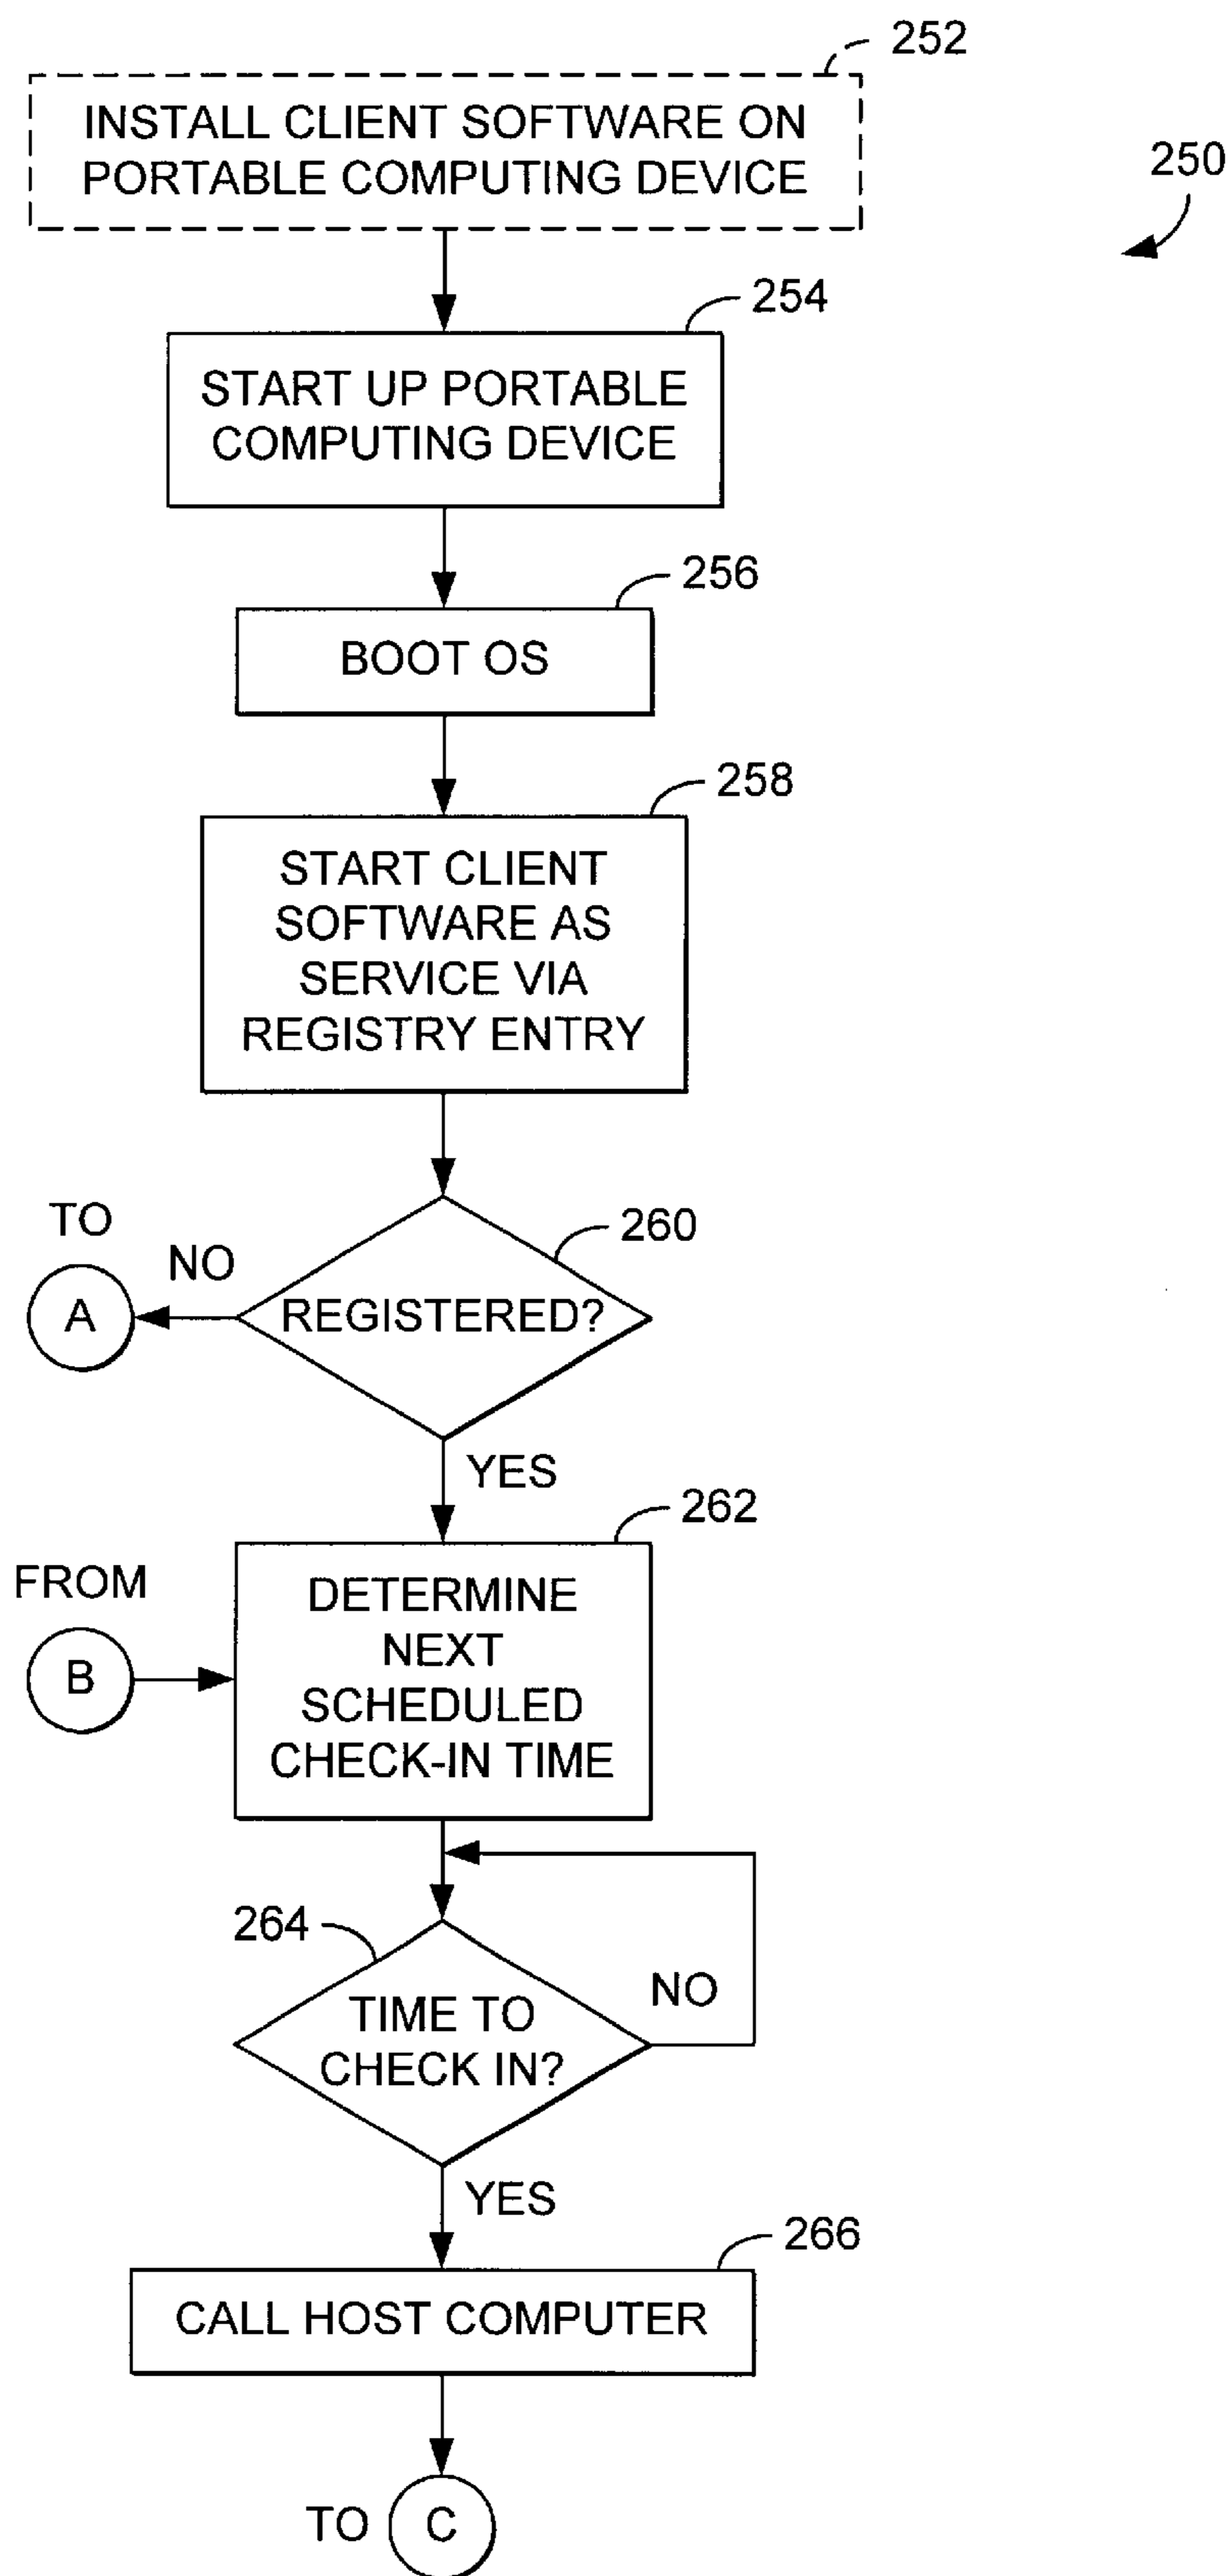 252
INSTALL CLIENT SOFTWARE ON
PORTABLE COMPUTING DEVICE
250
254
START UP PORTABLE
COMPUTING DEVICE
256
BOOT OS
258
START CLIENT
SOFTWARE AS
SERVICE VIA
REGISTRY ENTRY
TO
A
NO
260
REGISTERED?
YES
262
FROM
B
DETERMINE
NEXT
SCHEDULED
CHECK-IN TIME
264
TIME TO
CHECK IN?
NO
YES
266
CALL HOST COMPUTER
TO C